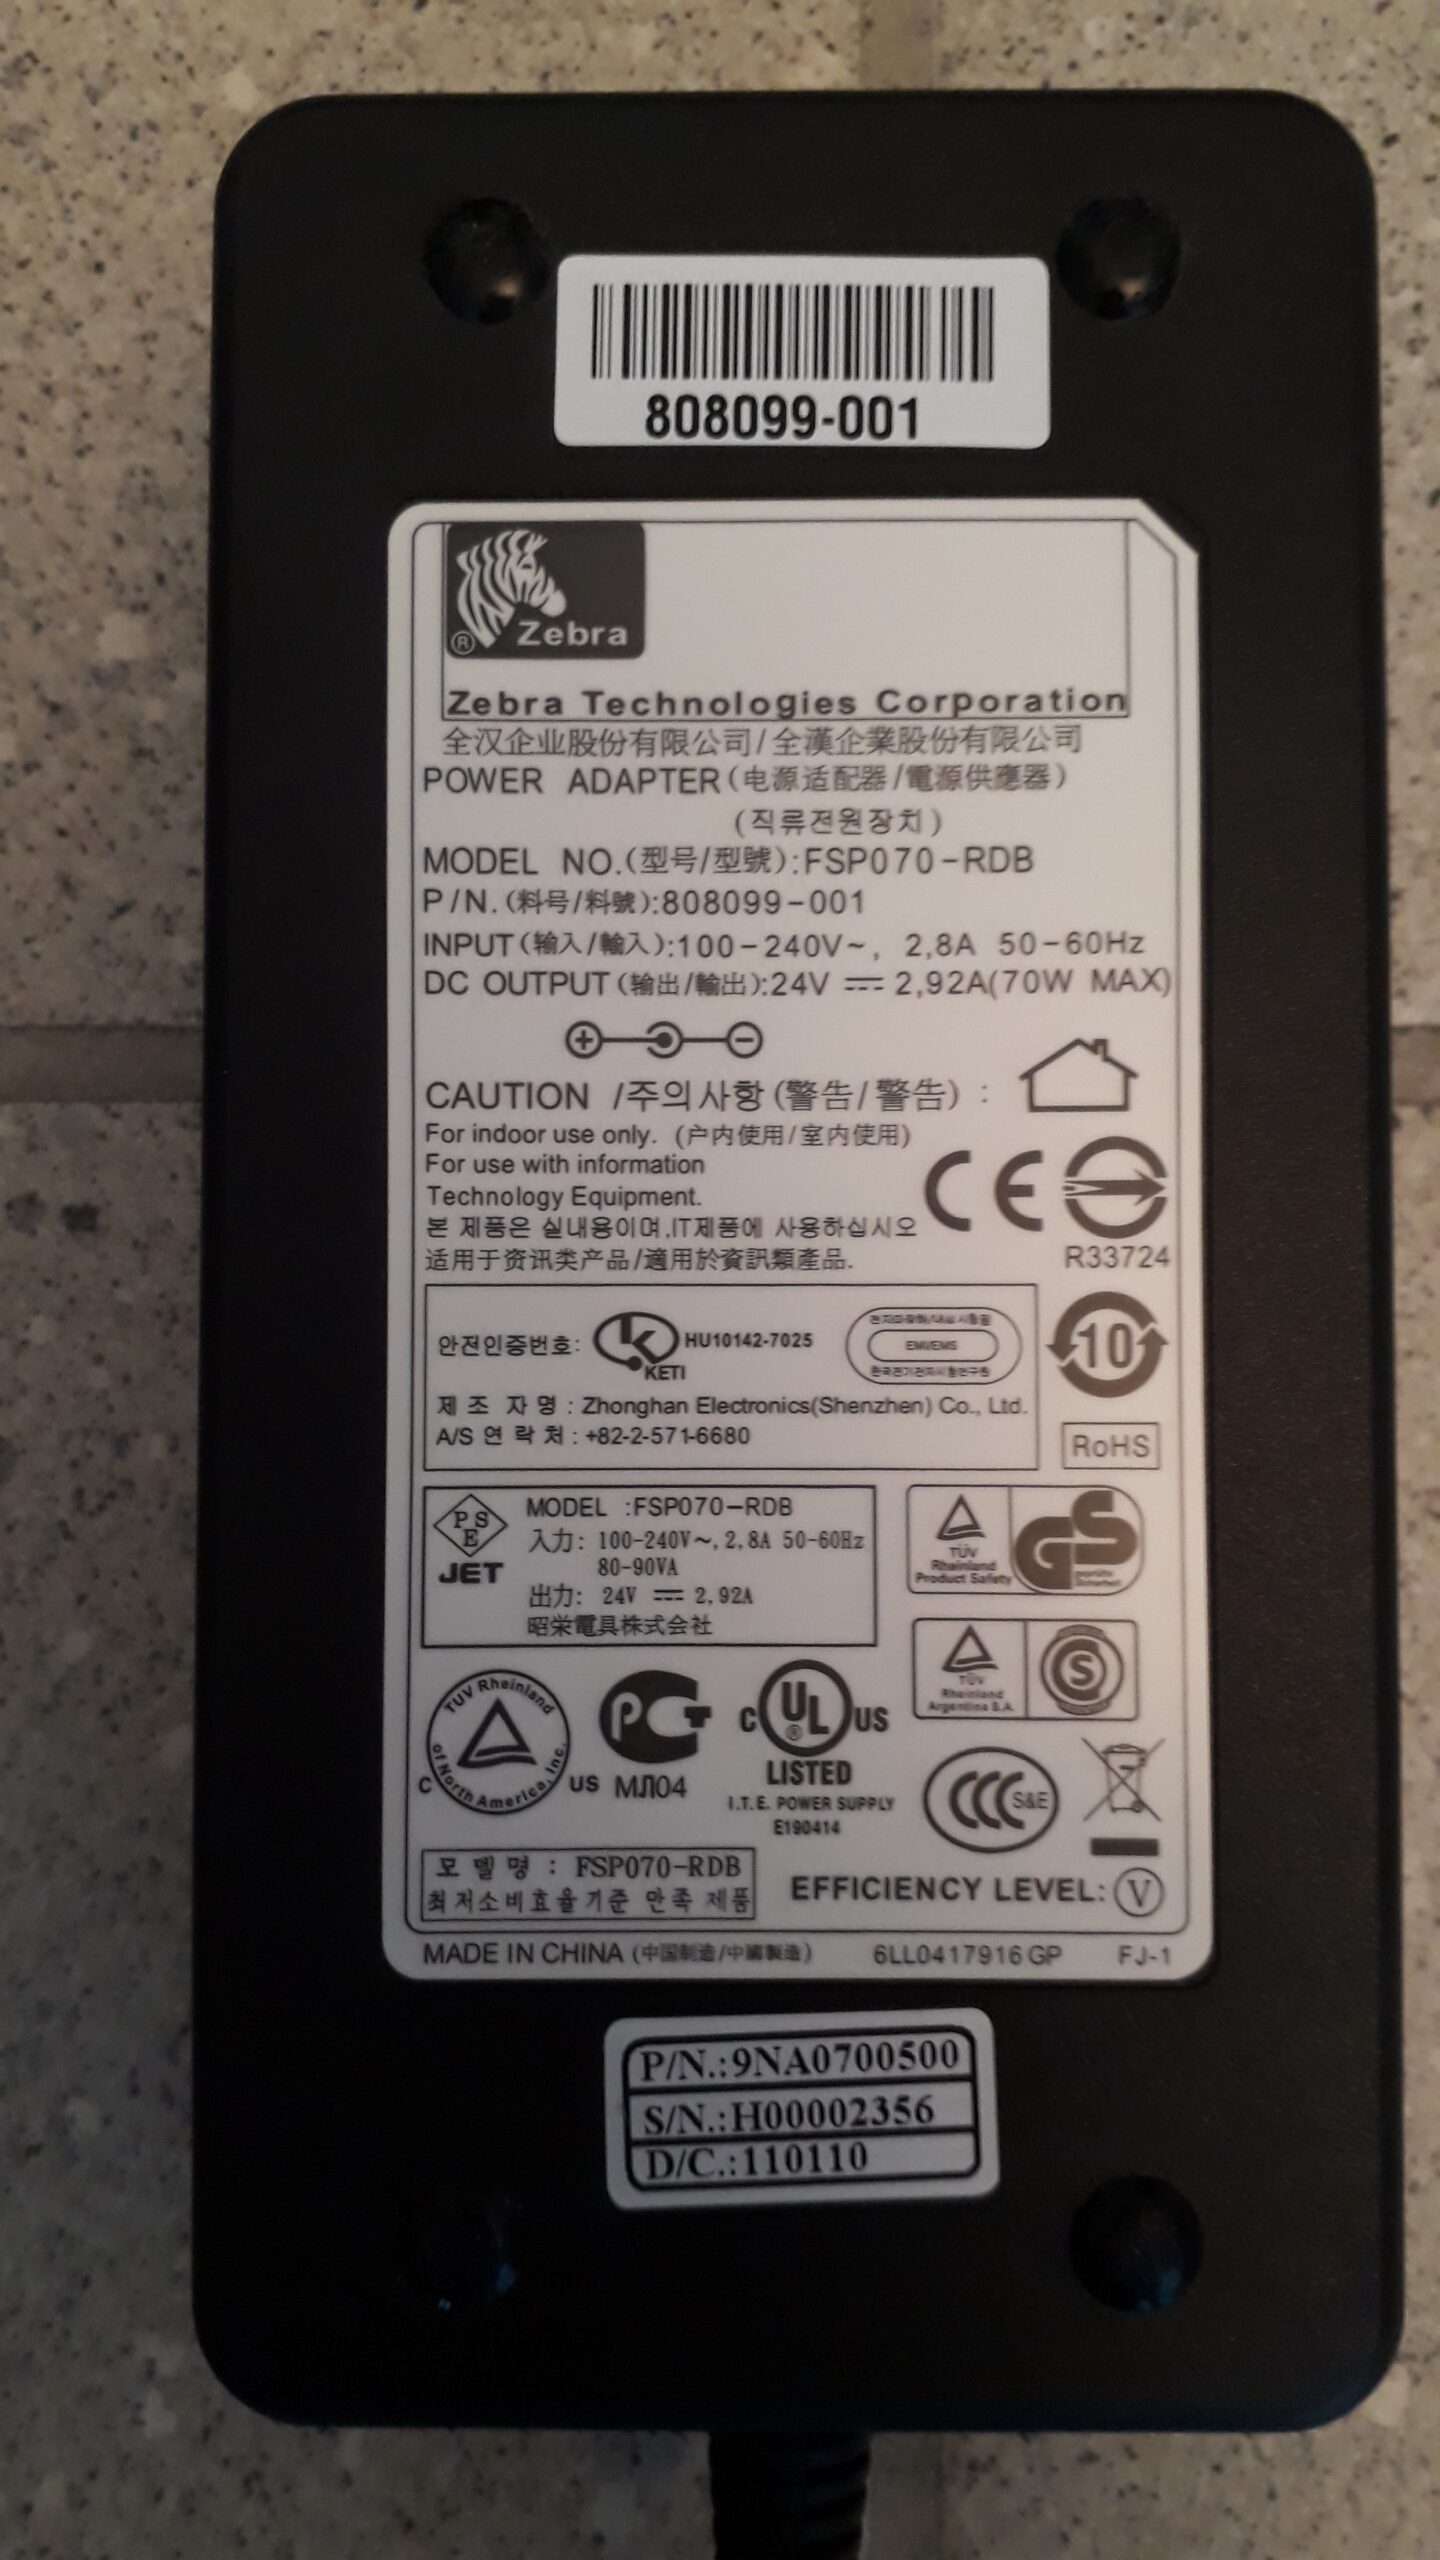 808099-001
® Zebra
Zebra Technologies Corporation
全汉企业股份有限公司/全漢企業股份有限公司
POWER ADAPTER(电源适配器/電源供應器)
(직류전원장치)
MODEL NO.(型号/型號):FSP070-RDB
P/N.(料号/料號):808099-001
INPUT(输入/輸入):100-240V~, 2,8A 50-60Hz
DC OUTPUT(输出/輸出):24V ⎓ 2,92A(70W MAX)
CAUTION /주의사항(警告/警告) :
For indoor use only. (户内使用/室內使用)
For use with information
Technology Equipment.
본 제품은 실내용이며,IT제품에 사용하십시오
适用于资讯类产品/適用於資訊類產品.
CE
R33724
안전인증번호: K KETI HU10142-7025
EMI/EMS
10
제 조 자 명 : Zhonghan Electronics(Shenzhen) Co., Ltd.
A/S 연 락 처 : +82-2-571-6680
RoHS
PSE
JET
MODEL :FSP070-RDB
入力: 100-240V~, 2,8A 50-60Hz
80-90VA
出力: 24V ⎓ 2,92A
昭栄電具株式会社
TÜV
Rheinland
Product Safety
GS
TÜV
Rheinland
Argentina S.A.
S
TUV Rheinland
of North America, Inc.
C US
PCT
МЛ04
C UL® US
LISTED
I.T.E. POWER SUPPLY
E190414
CCC S&E
모 델 명 : FSP070-RDB
최저소비효율기준 만족 제품
EFFICIENCY LEVEL: V
MADE IN CHINA (中国制造/中國製造) 6LL0417916GP FJ-1
P/N.:9NA0700500
S/N.:H00002356
D/C.:110110